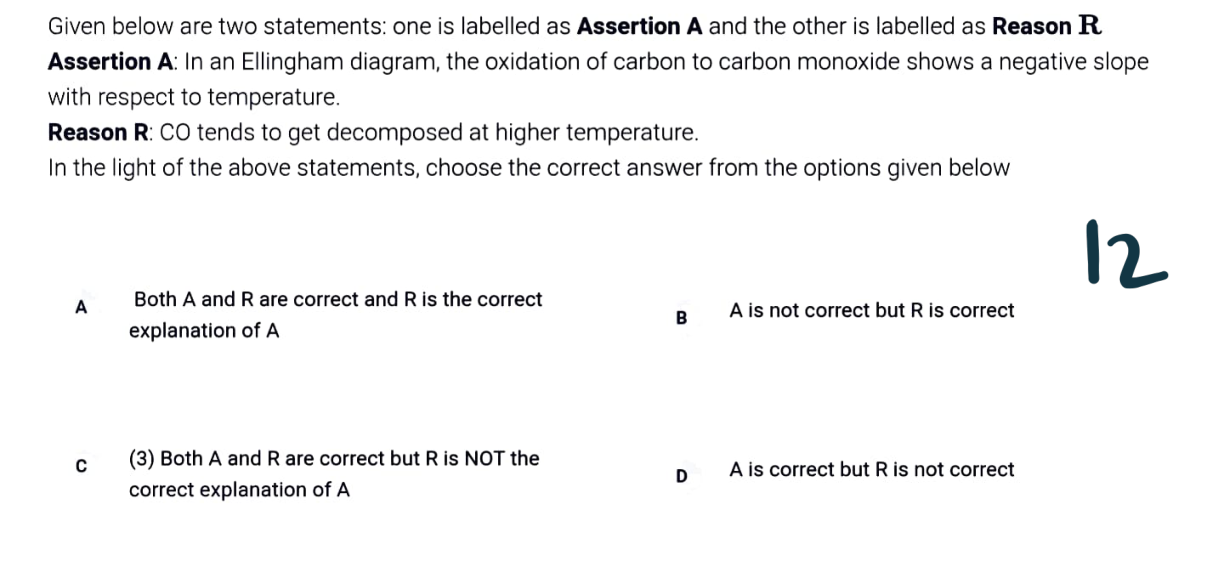 Given below are two statements: one is labelled as Assertion A and the other is labelled as Reason R
Assertion A: In an Ellingham diagram, the oxidation of carbon to carbon monoxide shows a negative slope
with respect to temperature.
Reason R: CO tends to get decomposed at higher temperature.
In the light of the above statements, choose the correct answer from the options given below
12
A Both A and R are correct and R is the correct
explanation of A
B A is not correct but R is correct
C (3) Both A and R are correct but R is NOT the
correct explanation of A
D A is correct but R is not correct